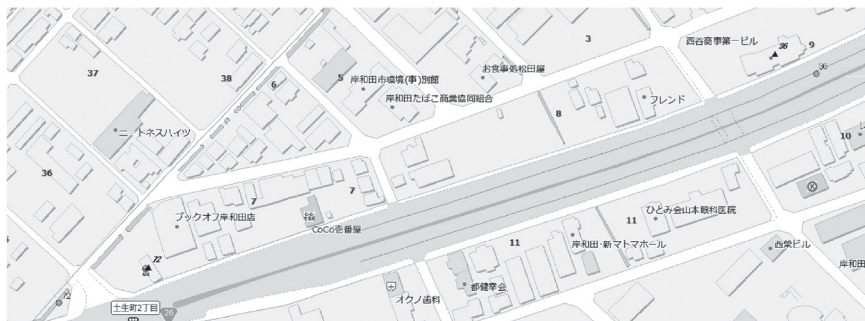 3
西谷商事第一ビル
36
9
36
37
38
6
5
岸和田市環境(事)別館
岸和田たばこ商業協同組合
お食事処松田屋
フレンド
8
ニートネスハイツ
36
10
7
7
ブックオフ岸和田店
CoCo壱番屋
72
11
11
ひとみ会山本眼科医院
岸和田・新マトマホール
西榮ビル
岸和田
都健幸会
オクノ歯科
72
土生町2丁目
26